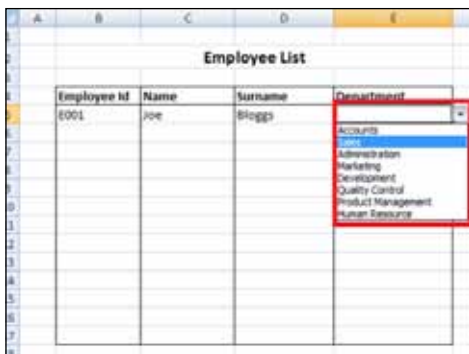 A B C D E
Employee List
Employee Id Name Surname Department
E001 Joe Bloggs
Accounts
Sales
Administration
Marketing
Development
Quality Control
Product Management
Human Resource